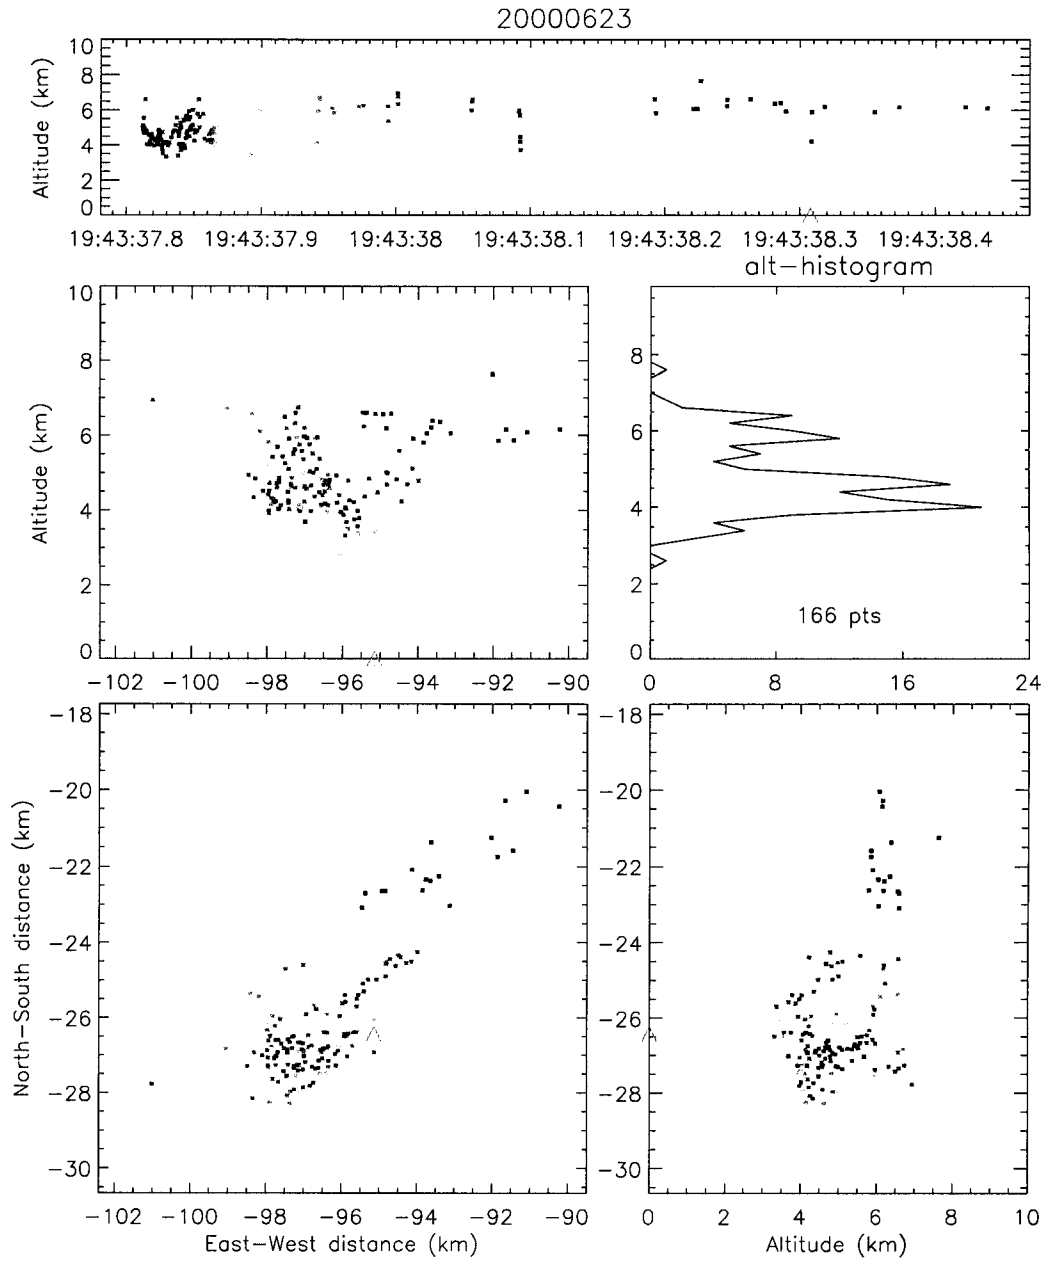 20000623
10
8
6
4
2
0
Altitude (km)
19:43:37.8 19:43:37.9 19:43:38 19:43:38.1 19:43:38.2 19:43:38.3 19:43:38.4
alt-histogram
10
8
6
4
2
0
Altitude (km)
-102 -100 -98 -96 -94 -92 -90
8
6
4
2
0
166 pts
0 8 16 24
-18
-20
-22
-24
-26
-28
-30
North-South distance (km)
-102 -100 -98 -96 -94 -92 -90
East-West distance (km)
-18
-20
-22
-24
-26
-28
-30
0 2 4 6 8 10
Altitude (km)